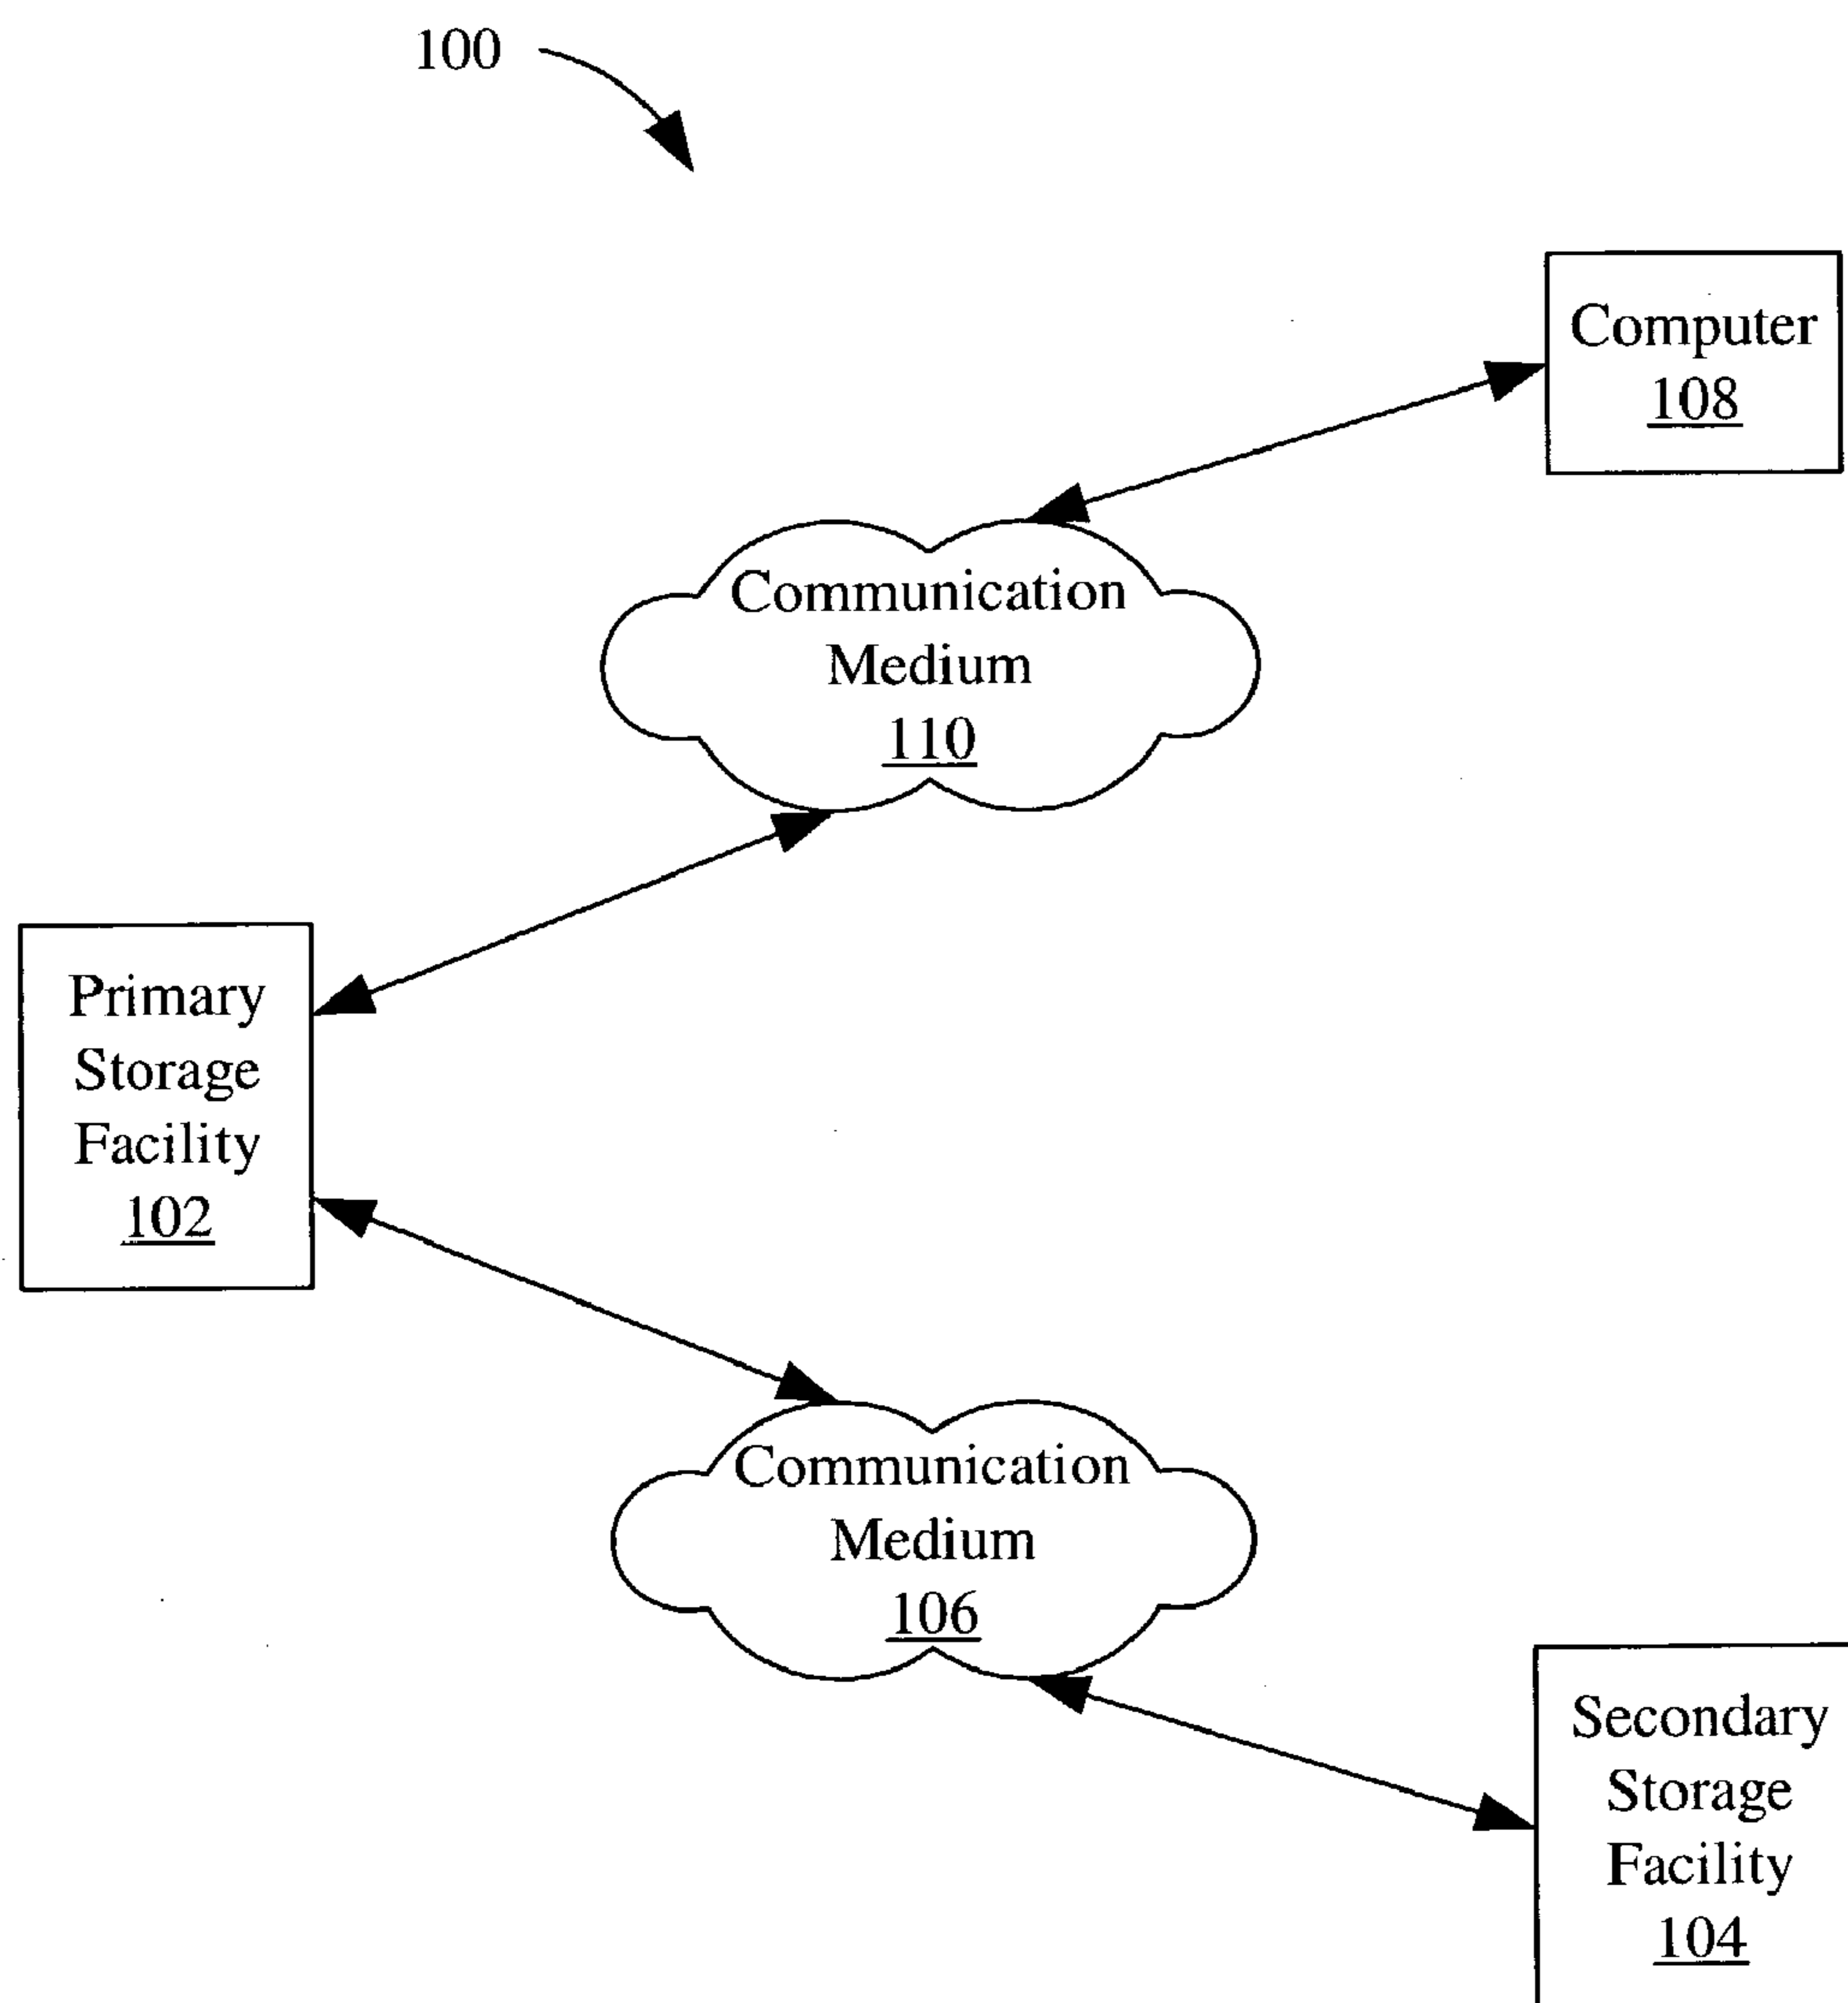 100
Computer
108
Communication
Medium
110
Primary
Storage
Facility
102
Communication
Medium
106
Secondary
Storage
Facility
104